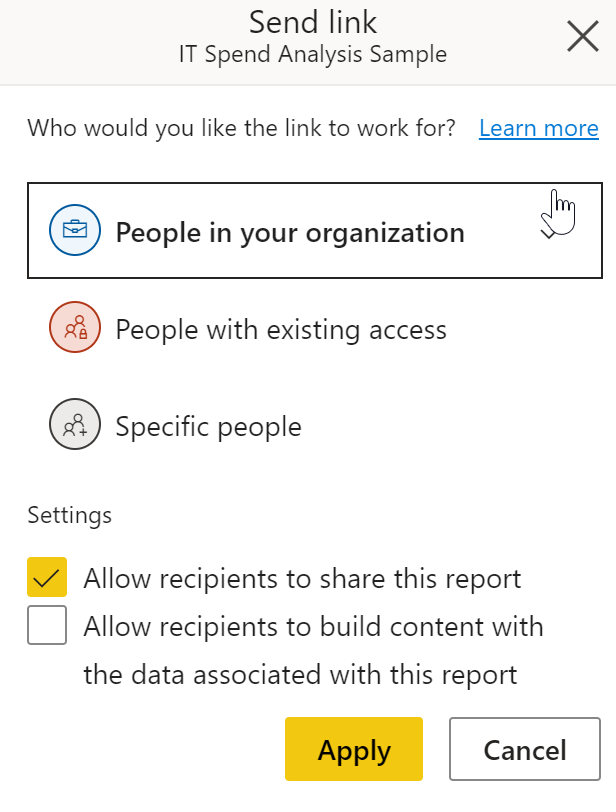 Send link
IT Spend Analysis Sample
Who would you like the link to work for? Learn more
People in your organization
People with existing access
Specific people
Settings
Allow recipients to share this report
Allow recipients to build content with
the data associated with this report
Apply Cancel